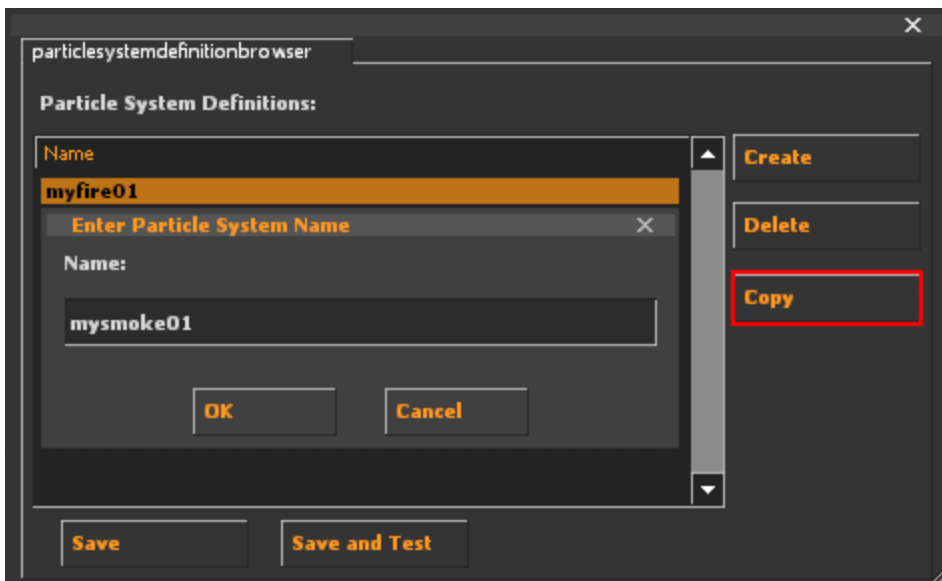 particlesystemdefinitionbrowser
Particle System Definitions:
Name
Create
myfire01
Enter Particle System Name
Delete
Name:
Copy
mysmoke01
OK
Cancel
Save
Save and Test